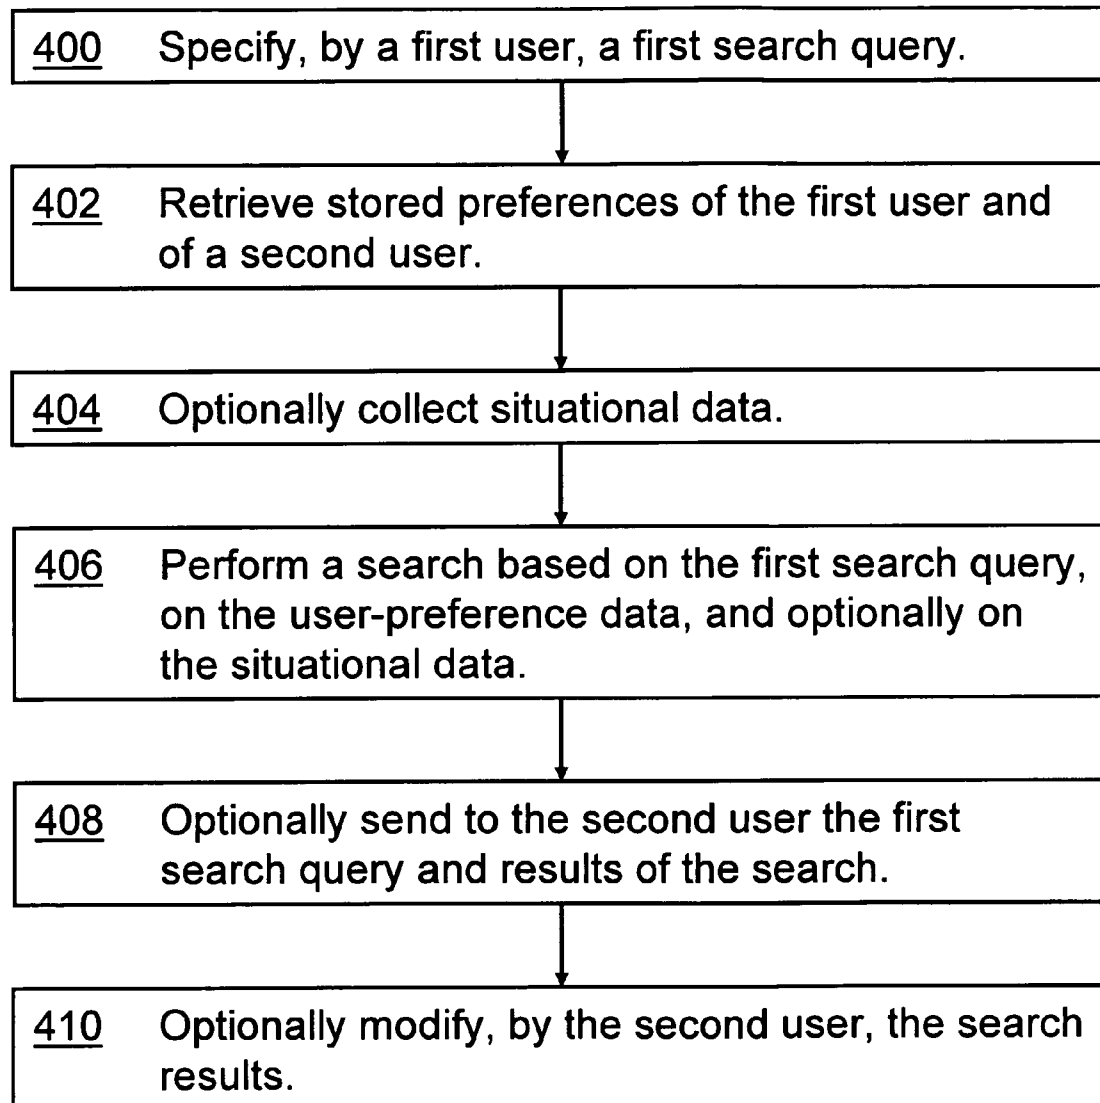 400 Specify, by a first user, a first search query.
402 Retrieve stored preferences of the first user and
of a second user.
404 Optionally collect situational data.
406 Perform a search based on the first search query,
on the user-preference data, and optionally on
the situational data.
408 Optionally send to the second user the first
search query and results of the search.
410 Optionally modify, by the second user, the search
results.